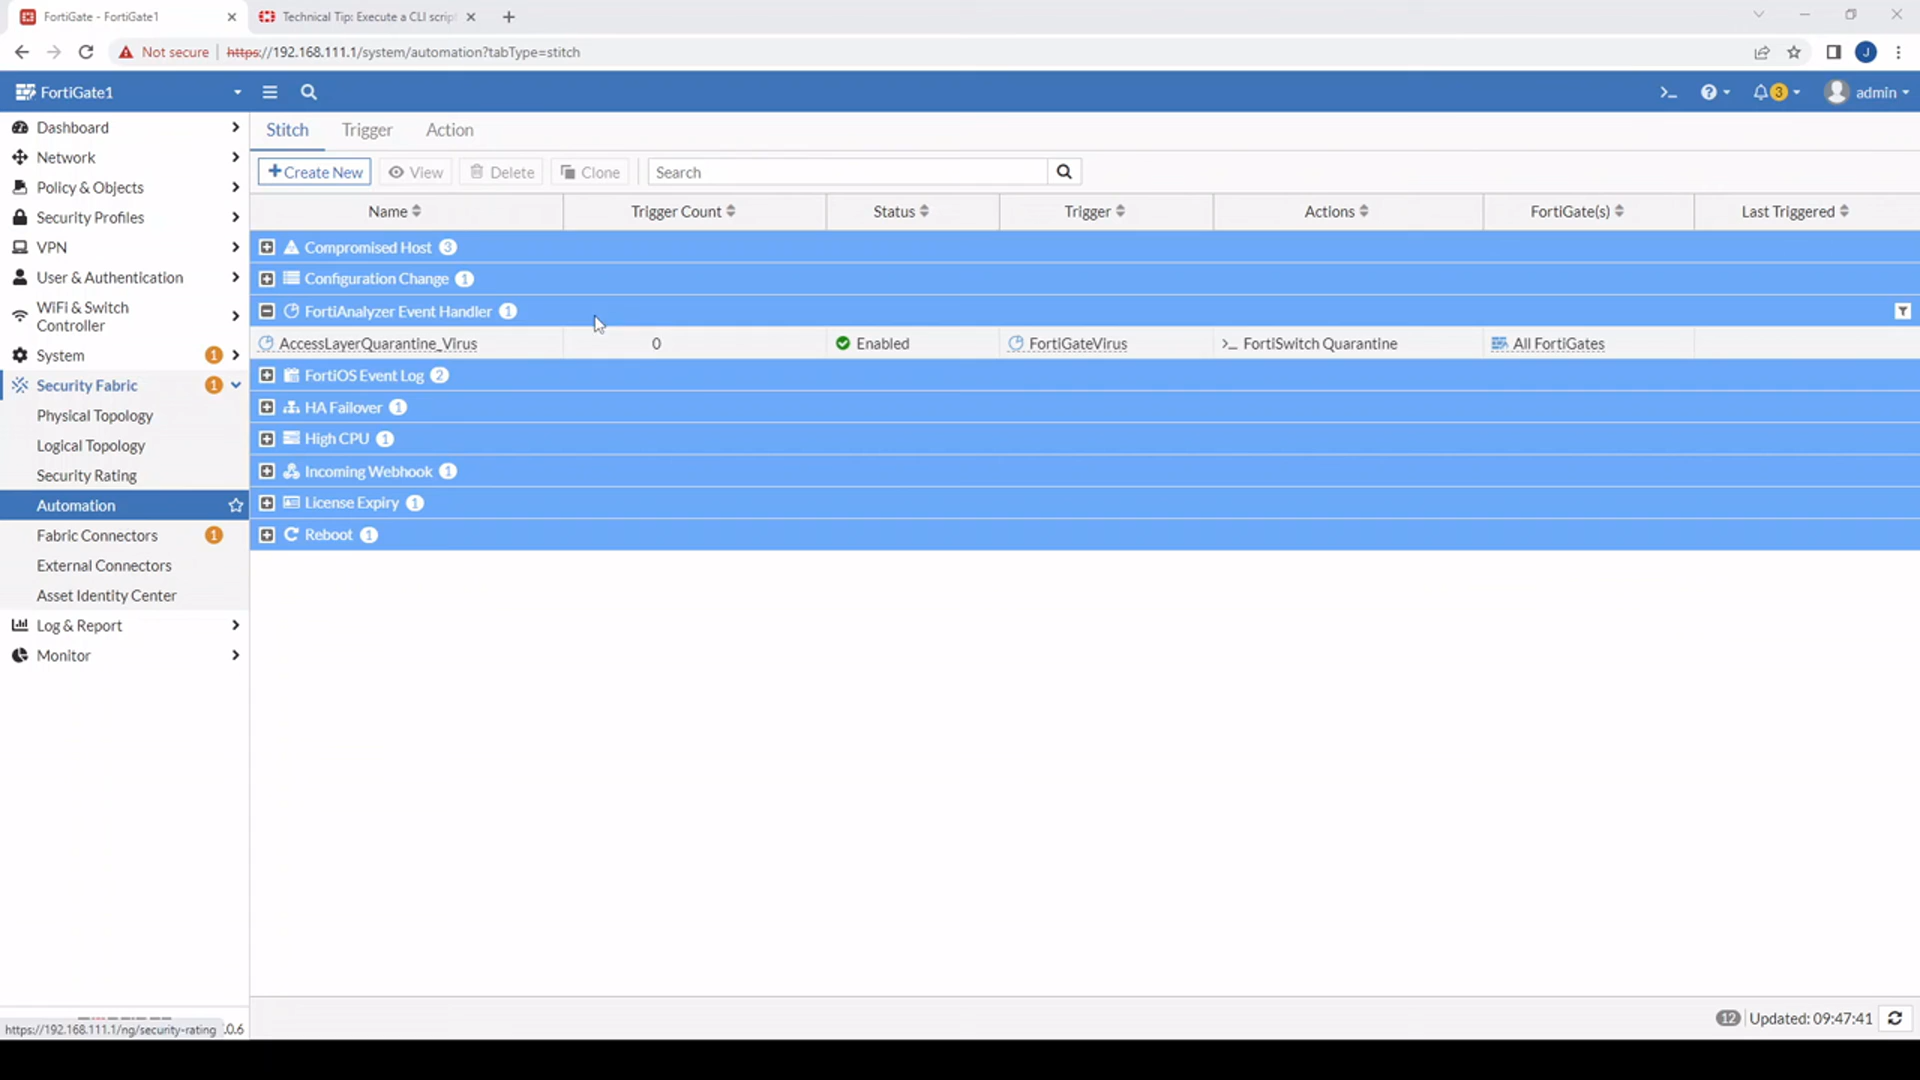 FortiGate - FortiGate1
Technical Tip: Execute a CLI scrip
Not secure https://192.168.111.1/system/automation?tabType=stitch
J
FortiGate1
3
admin
Dashboard
Network
Policy & Objects
Security Profiles
VPN
User & Authentication
WiFi & Switch
Controller
System 1
Security Fabric 1
Physical Topology
Logical Topology
Security Rating
Automation
Fabric Connectors 1
External Connectors
Asset Identity Center
Log & Report
Monitor
Stitch Trigger Action
+Create New View Delete Clone Search
Name Trigger Count Status Trigger Actions FortiGate(s) Last Triggered
Compromised Host 3
Configuration Change 1
FortiAnalyzer Event Handler 1
AccessLayerQuarantine_Virus 0 Enabled FortiGateVirus >_ FortiSwitch Quarantine All FortiGates
FortiOS Event Log 2
HA Failover 1
High CPU 1
Incoming Webhook 1
License Expiry 1
Reboot 1
https://192.168.111.1/ng/security-rating .0.6
12 Updated: 09:47:41